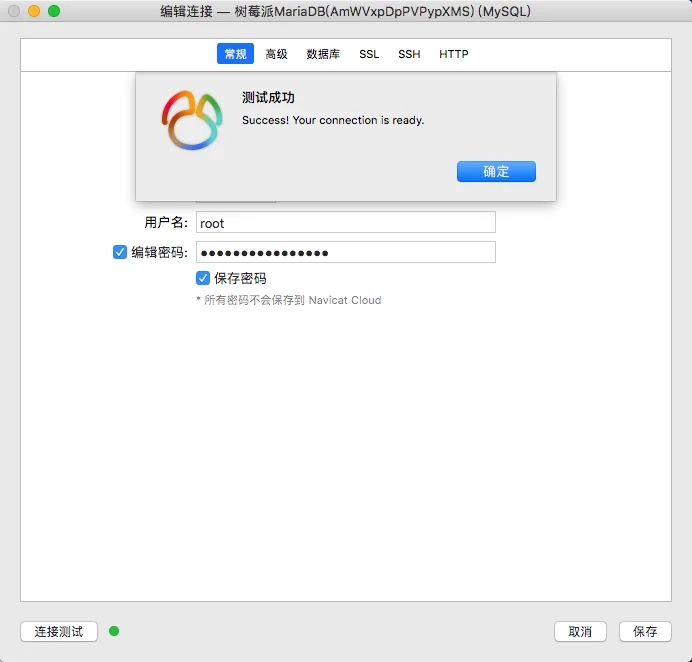 编辑连接 — 树莓派MariaDB(AmWVxpDpPVPypXMS) (MySQL)
常规 高级 数据库 SSL SSH HTTP
测试成功
Success! Your connection is ready.
确定
用户名: root
编辑密码: ●●●●●●●●●●●●●●●●
保存密码
* 所有密码不会保存到 Navicat Cloud
连接测试 取消 保存